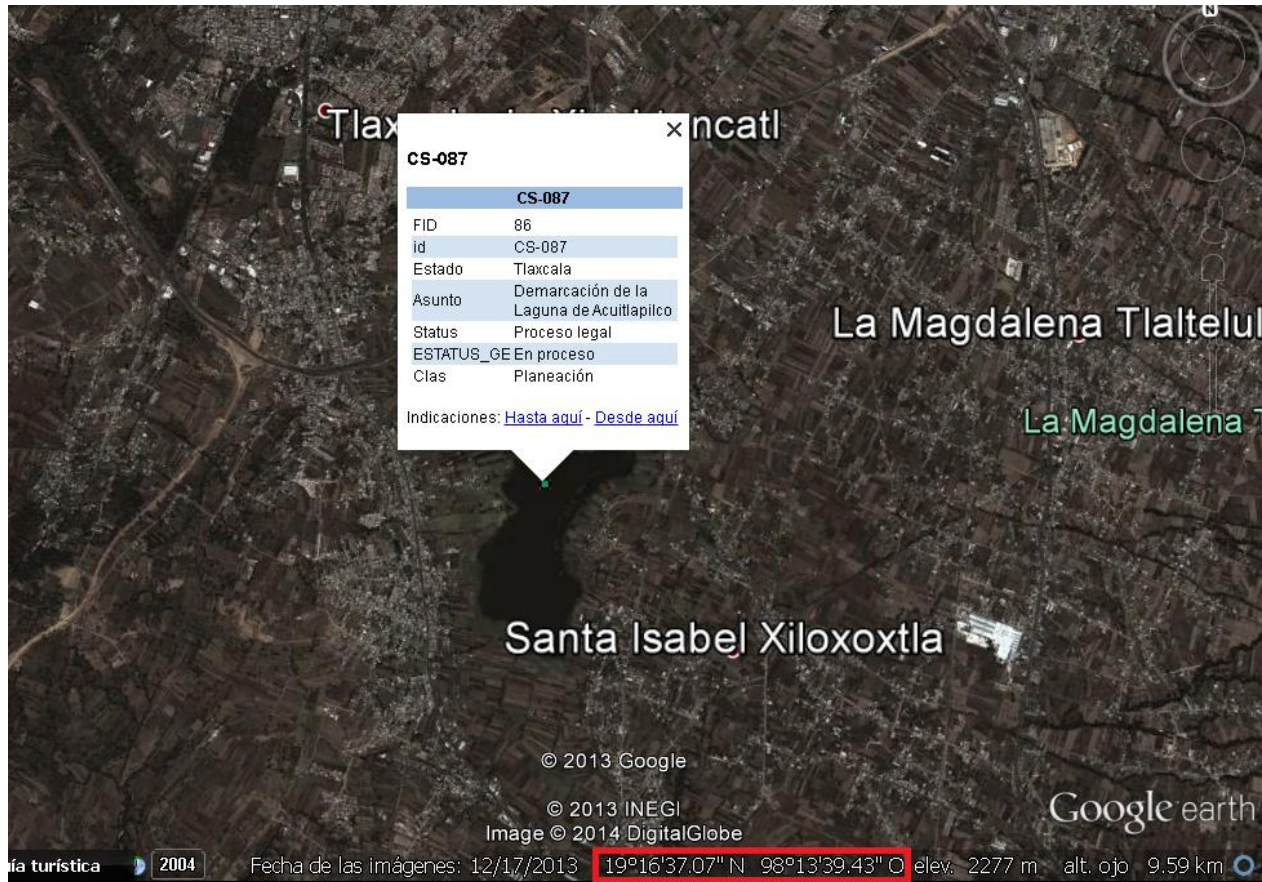 N
Tlax
ncatl
CS-087
CS-087
FID 86
id CS-087
Estado Tlaxcala
Asunto Demarcación de la
Laguna de Acuitlapilco
Status Proceso legal
ESTATUS_GE En proceso
Clas Planeación
Indicaciones: Hasta aquí - Desde aquí
La Magdalena Tlaltelul
La Magdalena T
Santa Isabel Xiloxoxtla
© 2013 Google
© 2013 INEGI
Image © 2014 DigitalGlobe
Google earth
uía turística 2004 Fecha de las imágenes: 12/17/2013 19°16'37.07" N 98°13'39.43" O elev. 2277 m alt. ojo 9.59 km